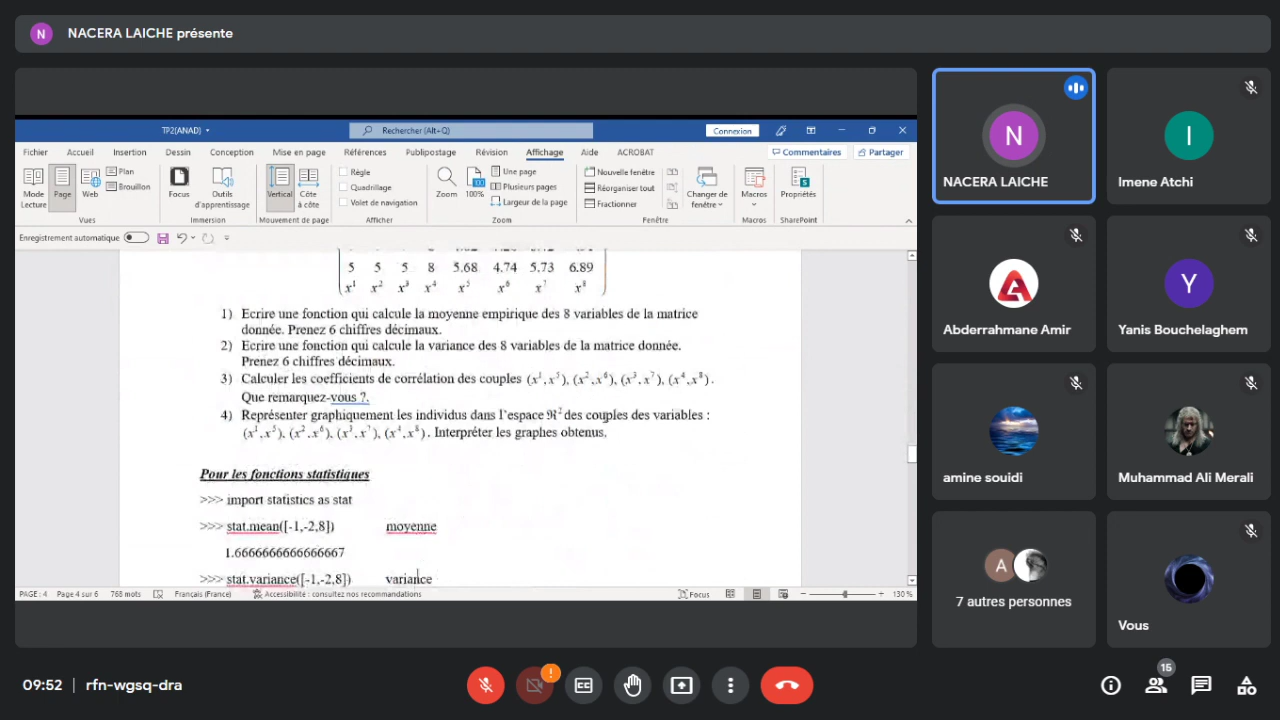 N NACERA LAICHE présente
TP2(ANAD)
Rechercher (Alt+Q)
Connexion
Fichier Accueil Insertion Dessin Conception Mise en page Références Publipostage Révision Affichage Aide ACROBAT
Commentaires Partager
Mode Lecture Page Web Plan Brouillon
Vues
Focus Outils d'apprentissage
Immersion
Vertical Côte à côte
Mouvement de page
Règle
Quadrillage
Volet de navigation
Afficher
Zoom 100% Une page
Plusieurs pages
Largeur de la page
Zoom
Nouvelle fenêtre
Réorganiser tout
Fractionner
Changer de fenêtre
Fenêtre
Macros
Macros
Propriétés
SharePoint
Enregistrement automatique
5 5 5 8 5.68 4.74 5.73 6.89
x¹ x² x³ x⁴ x⁵ x⁶ x⁷ x⁸
1) Ecrire une fonction qui calcule la moyenne empirique des 8 variables de la matrice
donnée. Prenez 6 chiffres décimaux.
2) Ecrire une fonction qui calcule la variance des 8 variables de la matrice donnée.
Prenez 6 chiffres décimaux.
3) Calculer les coefficients de corrélation des couples (x¹,x⁵), (x²,x⁶), (x³,x⁷), (x⁴,x⁸).
Que remarquez-vous ?.
4) Représenter graphiquement les individus dans l'espace ℜ² des couples des variables :
(x¹,x⁵), (x²,x⁶), (x³,x⁷), (x⁴,x⁸). Interpréter les graphes obtenus.
Pour les fonctions statistiques
>>> import statistics as stat
>>> stat.mean([-1,-2,8]) moyenne
1.6666666666666667
>>> stat.variance([-1,-2,8]) variance
PAGE : 4 Page 4 sur 6 768 mots Français (France) Accessibilité : consultez nos recommandations Focus 130 %
N
NACERA LAICHE
I
Imene Atchi
Abderrahmane Amir
Y
Yanis Bouchelaghem
amine souidi
Muhammad Ali Merali
A
7 autres personnes
Vous
09:52 | rfn-wgsq-dra
!
CC
15